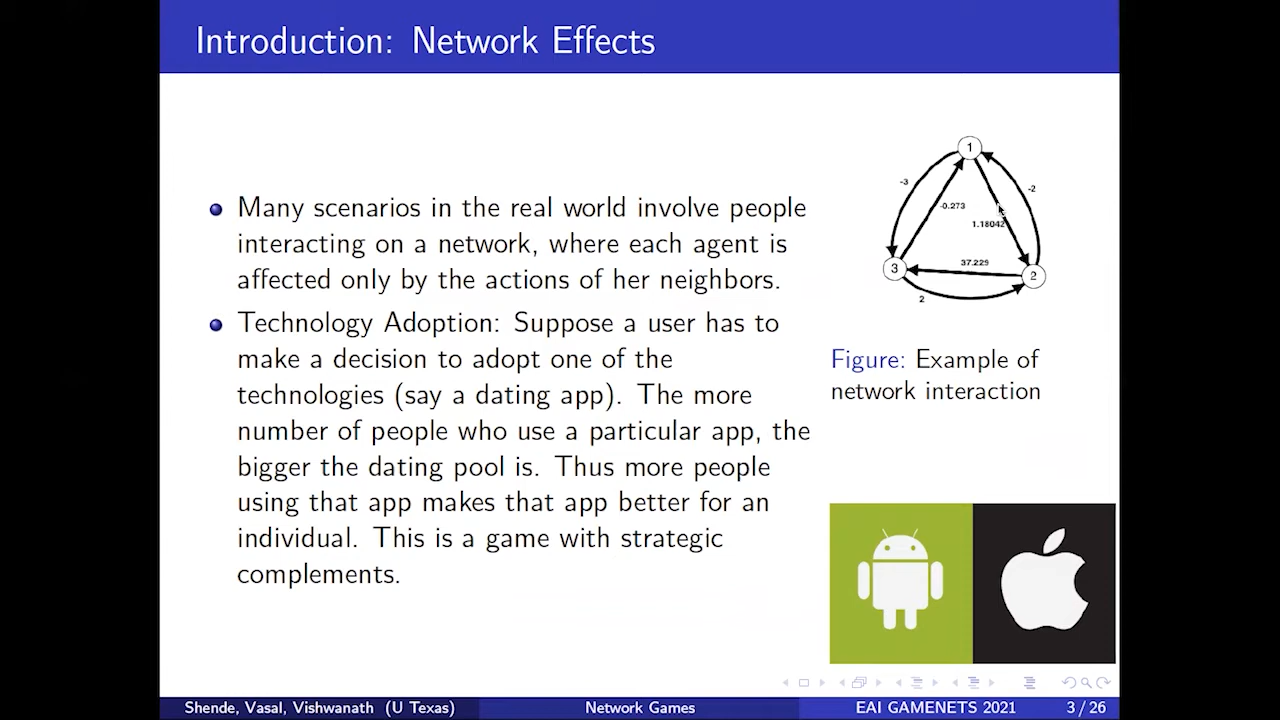 Introduction: Network Effects
Many scenarios in the real world involve people
interacting on a network, where each agent is
affected only by the actions of her neighbors.
Technology Adoption: Suppose a user has to
make a decision to adopt one of the
technologies (say a dating app). The more
number of people who use a particular app, the
bigger the dating pool is. Thus more people
using that app makes that app better for an
individual. This is a game with strategic
complements.
1
-3
-2
-0.273
1.18042
37.229
3
2
2
Figure: Example of
network interaction
Shende, Vasal, Vishwanath (U Texas)
Network Games
EAI GAMENETS 2021
3 / 26